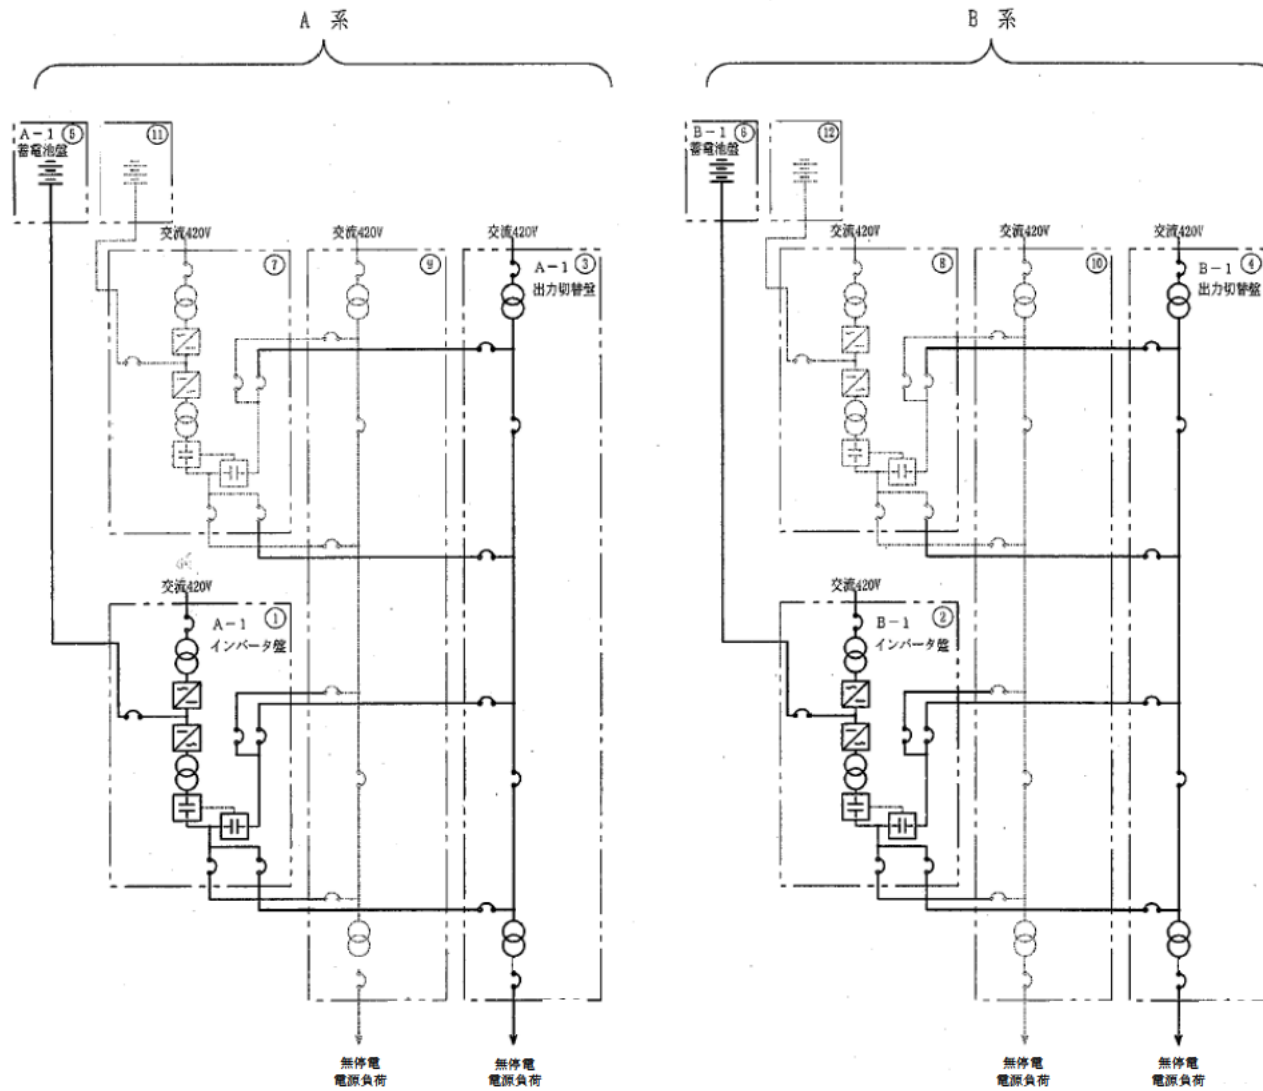 A 系
B 系
A-1 ⑤
蓄電池盤
⑪
B-1 ⑥
蓄電池盤
⑫
交流420V
交流420V
交流420V
交流420V
交流420V
交流420V
⑦
⑨
A-1 ③
出力切替盤
⑧
⑩
B-1 ④
出力切替盤
交流420V
交流420V
A-1 ①
インバータ盤
B-1 ②
インバータ盤
無停電
電源負荷
無停電
電源負荷
無停電
電源負荷
無停電
電源負荷